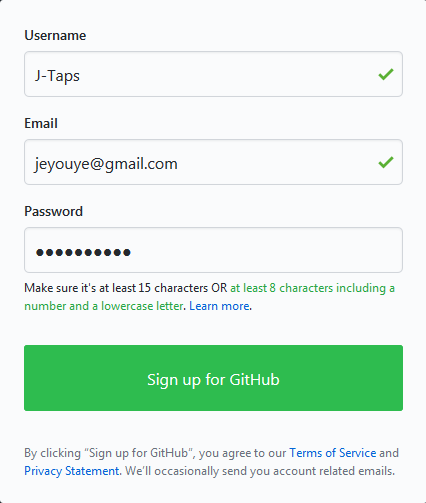 Username
J-Taps
Email
jeyouye@gmail.com
Password
●●●●●●●●●●
Make sure it's at least 15 characters OR at least 8 characters including a
number and a lowercase letter. Learn more.
Sign up for GitHub
By clicking “Sign up for GitHub”, you agree to our Terms of Service and
Privacy Statement. We'll occasionally send you account related emails.